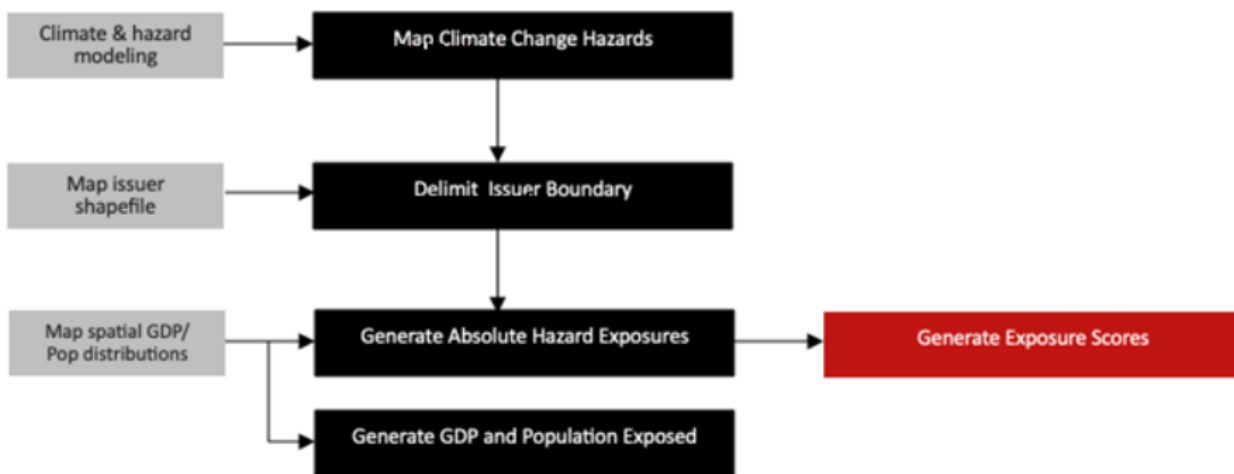 Climate & hazard
modeling
Map Climate Change Hazards
Map issuer
shapefile
Delimit Issuer Boundary
Map spatial GDP/
Pop distributions
Generate Absolute Hazard Exposures
Generate Exposure Scores
Generate GDP and Population Exposed